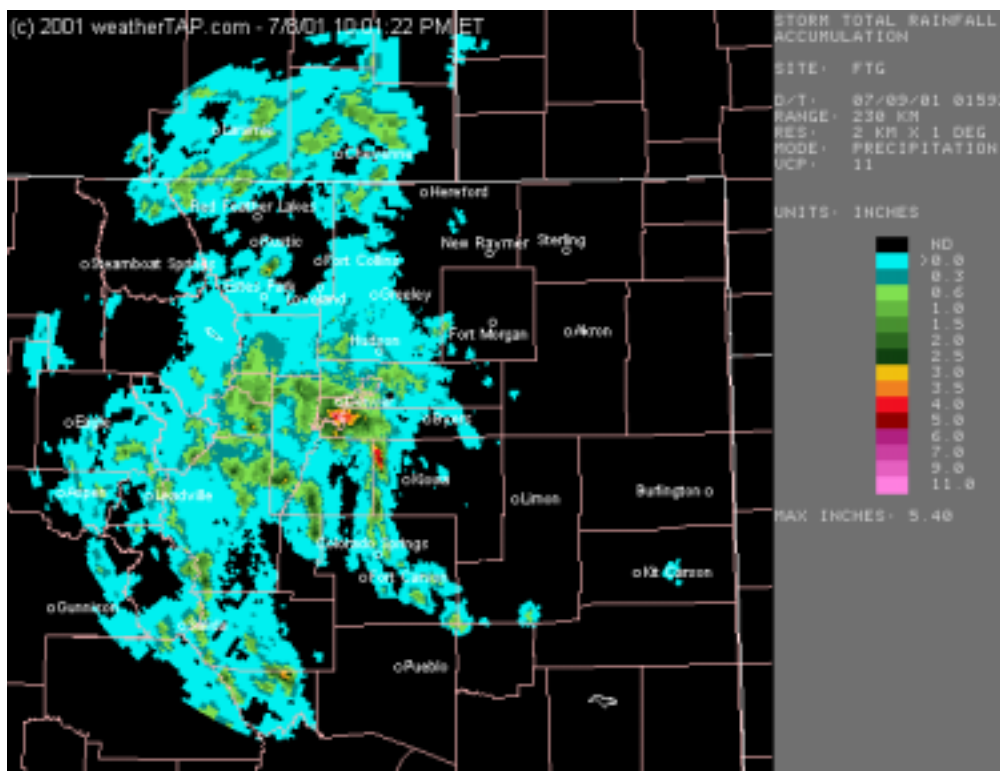 (c) 2001 weatherTAP.com - 7/8/01 10:01:22 PM ET
STORM TOTAL RAINFALL
ACCUMULATION
SITE: FTG
D/T: 07/09/01 0159
RANGE: 230 KM
RES: 2 KM X 1 DEG
MODE: PRECIPITATION
VCP: 11
UNITS: INCHES
ND
>0.0
0.3
0.6
1.0
1.5
2.0
2.5
3.0
3.5
4.0
5.0
6.0
7.0
9.0
11.0
MAX INCHES: 5.40
Laramie
Cheyenne
Hereford
Red Feather Lakes
Rustic
New Raymer
Sterling
Steamboat Springs
Fort Collins
Estes Park
Loveland
Greeley
Fort Morgan
Akron
Hudson
Eagle
Byers
Aspen
Leadville
Kiowa
Limon
Burlington
Colorado Springs
Fort Carson
Kit Carson
Gunnison
Pueblo